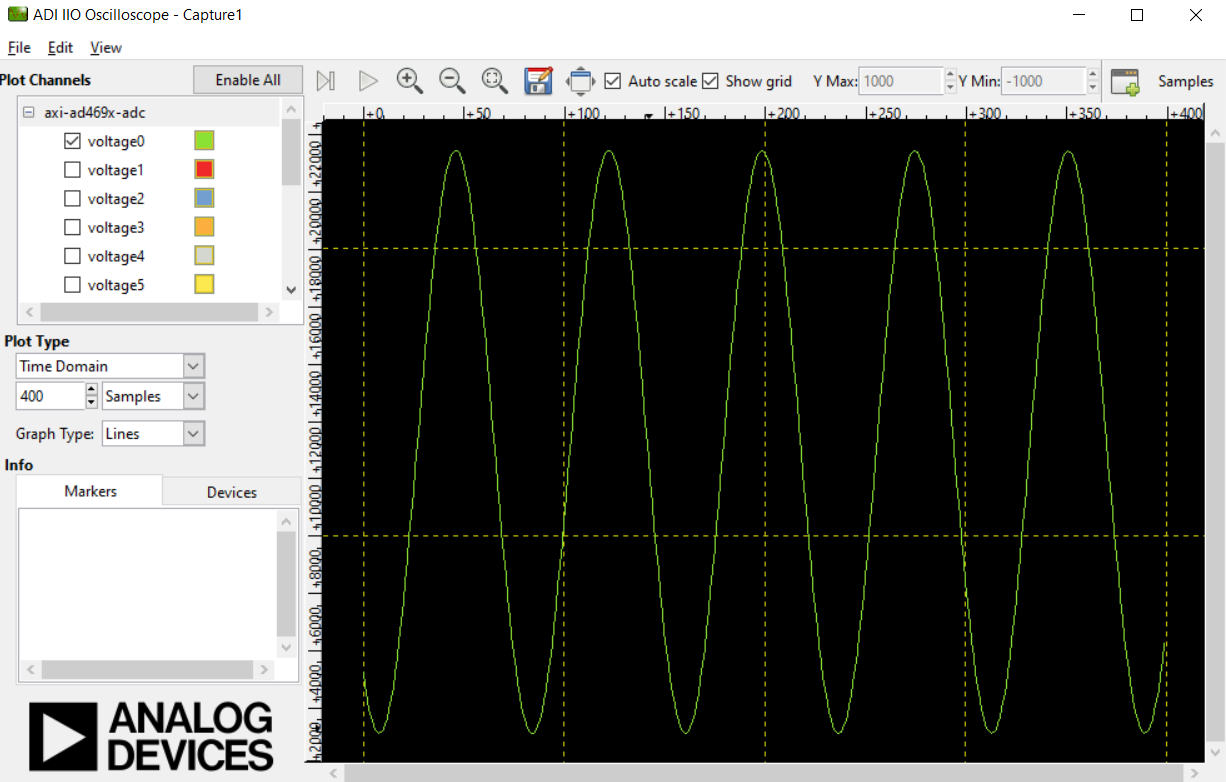 ADI IIO Oscilloscope - Capture1
File Edit View
Plot Channels Enable All Auto scale Show grid Y Max: 1000 Y Min: -1000 Samples
axi-ad469x-adc
voltage0
voltage1
voltage2
voltage3
voltage4
voltage5
Plot Type
Time Domain
400 Samples
Graph Type: Lines
Info
Markers Devices
ANALOG
DEVICES
+0 +50 +100 +150 +200 +250 +300 +350 +400
+22000
+20000
+18000
+16000
+14000
+12000
+10000
+8000
+6000
+4000
+2000